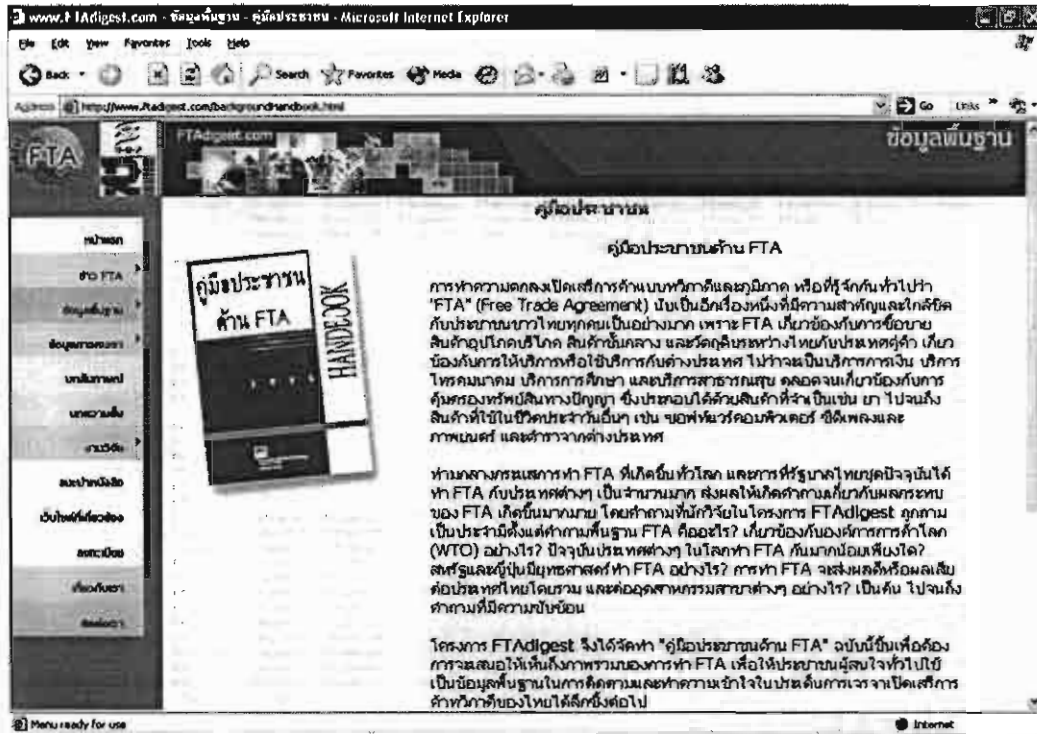 www.FTAdigest.com - ข้อมูลพื้นฐาน - คู่มือประชาชน - Microsoft Internet Explorer
File Edit View Favorites Tools Help
Back Search Favorites Media
Address http://www.ftadigest.com/backgroundHandbook.html Go Links
FTA
FTAdigest.com
ข้อมูลพื้นฐาน
หน้าแรก
ข่าว FTA
ข้อมูลพื้นฐาน
ข้อมูลการเจรจา
บทสัมภาษณ์
บทความสั้น
งานวิจัย
แนะนำหนังสือ
เว็บไซต์ที่เกี่ยวข้อง
ลงทะเบียน
เกี่ยวกับเรา
ติดต่อเรา
คู่มือประชาชน
ด้าน FTA
HANDBOOK
คู่มือประชาชน
คู่มือประชาชนด้าน FTA
การทำความตกลงเปิดเสรีการค้าแบบทวิภาคีและภูมิภาค หรือที่รู้จักกันทั่วไปว่า
'FTA" (Free Trade Agreement) นับเป็นอีกเรื่องหนึ่งที่มีความสำคัญและใกล้ชิด
กับประชาชนชาวไทยทุกคนเป็นอย่างมาก เพราะ FTA เกี่ยวข้องกับการซื้อขาย
สินค้าอุปโภคบริโภค สินค้าขั้นกลาง และวัตถุดิบระหว่างไทยกับประเทศคู่ค้า เกี่ยว
ข้องกับการให้บริการหรือใช้บริการกับต่างประเทศ ไม่ว่าจะเป็นบริการการเงิน บริการ
โทรคมนาคม บริการการศึกษา และบริการสาธารณสุข ตลอดจนเกี่ยวข้องกับการ
คุ้มครองทรัพย์สินทางปัญญา ซึ่งประกอบได้ด้วยสินค้าที่จำเป็นเช่น ยา ไปจนถึง
สินค้าที่ใช้ในชีวิตประจำวันอื่นๆ เช่น ซอฟท์แวร์คอมพิวเตอร์ ซีดีเพลงและ
ภาพยนตร์ และตำราจากต่างประเทศ
ท่ามกลางกระแสการทำ FTA ที่เกิดขึ้นทั่วโลก และการที่รัฐบาลไทยชุดปัจจุบันได้
ทำ FTA กับประเทศต่างๆ เป็นจำนวนมาก ส่งผลให้เกิดคำถามเกี่ยวกับผลกระทบ
ของ FTA เกิดขึ้นมากมาย โดยคำถามที่นักวิจัยในโครงการ FTAdigest ถูกถาม
เป็นประจำมีตั้งแต่คำถามพื้นฐาน FTA คืออะไร? เกี่ยวข้องกับองค์การการค้าโลก
(WTO) อย่างไร? ปัจจุบันประเทศต่างๆ ในโลกทำ FTA กันมากน้อยเพียงใด?
สหรัฐและญี่ปุ่นมียุทธศาสตร์ทำ FTA อย่างไร? การทำ FTA จะส่งผลดีหรือผลเสีย
ต่อประเทศไทยโดยรวม และต่ออุตสาหกรรมสาขาต่างๆ อย่างไร? เป็นต้น ไปจนถึง
คำถามที่มีความซับซ้อน
โครงการ FTAdigest จึงได้จัดทำ "คู่มือประชาชนด้าน FTA" ฉบับนี้ขึ้นเพื่อต้อง
การจะเสนอให้เห็นถึงภาพรวมของการทำ FTA เพื่อให้ประชาชนผู้สนใจทั่วไปใช้
เป็นข้อมูลพื้นฐานในการติดตามและทำความเข้าใจในประเด็นการเจรจาเปิดเสรีการ
ค้าทวิภาคีของไทยได้ลึกซึ้งต่อไป
Menu ready for use
Internet